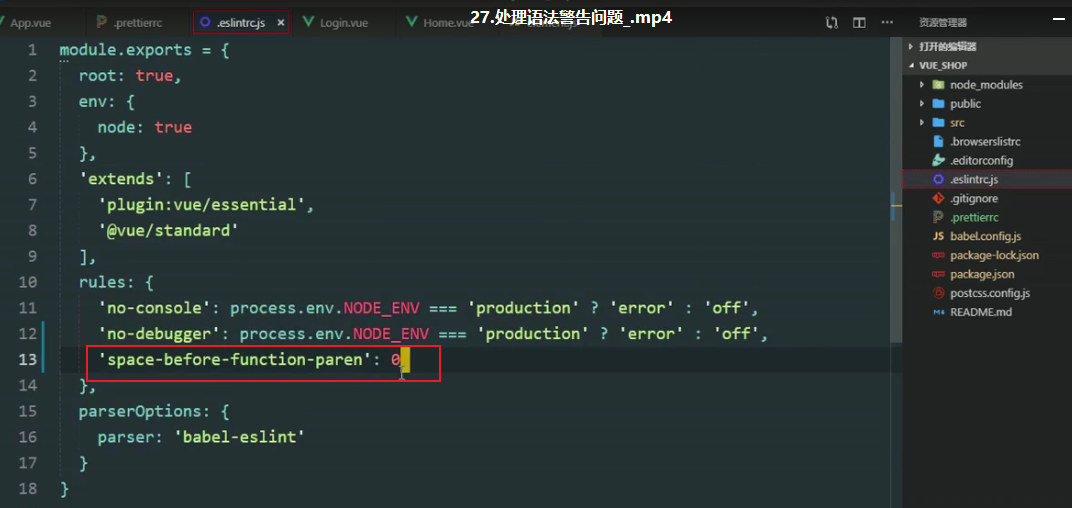 27.处理语法警告问题_.mp4
App.vue .prettierrc .eslintrc.js × Login.vue Home.vue
资源管理器
打开的编辑器
VUE_SHOP
node_modules
public
src
.browserslistrc
.editorconfig
.eslintrc.js
.gitignore
.prettierrc
JS babel.config.js
package-lock.json
package.json
postcss.config.js
README.md
1 module.exports = {
2 root: true,
3 env: {
4 node: true
5 },
6 'extends': [
7 'plugin:vue/essential',
8 '@vue/standard'
9 ],
10 rules: {
11 'no-console': process.env.NODE_ENV === 'production' ? 'error' : 'off',
12 'no-debugger': process.env.NODE_ENV === 'production' ? 'error' : 'off',
13 'space-before-function-paren': 0
14 },
15 parserOptions: {
16 parser: 'babel-eslint'
17 }
18 }